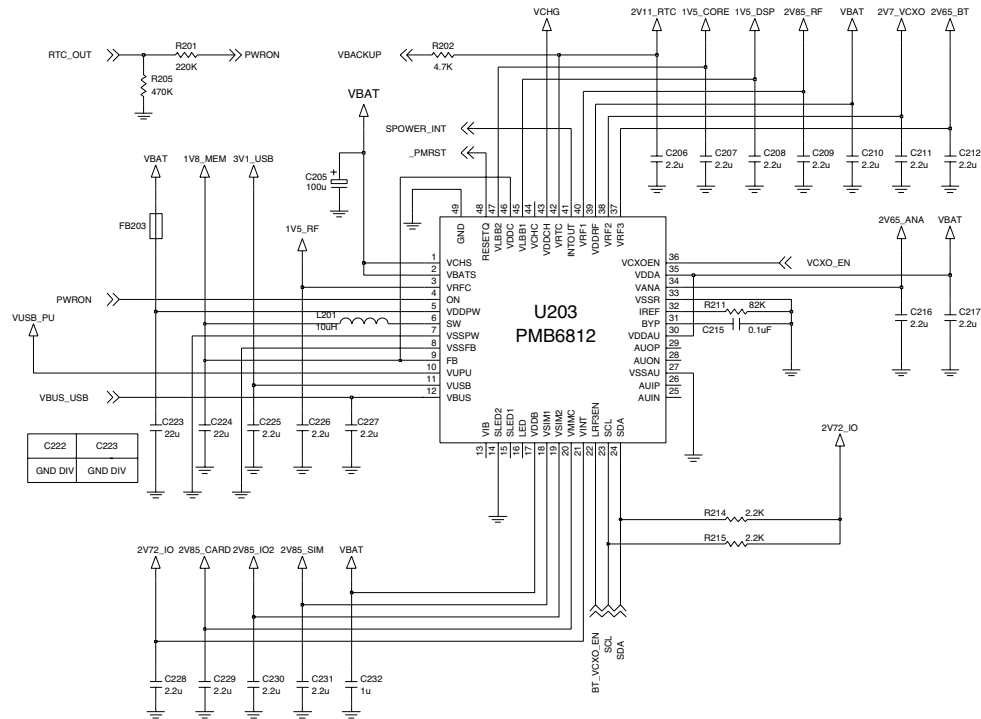 VCHG 2V11_RTC 1V5_CORE 1V5_DSP 2V85_RF VBAT 2V7_VCXO 2V65_BT
RTC_OUT R201 220K PWRON
R205 470K
VBACKUP R202 4.7K
VBAT
SPOWER_INT
_PMRST
C206 2.2u
C207 2.2u
C208 2.2u
C209 2.2u
C210 2.2u
C211 2.2u
C212 2.2u
VBAT 1V8_MEM 3V1_USB
C205 + 100u
FB203
1V5_RF
49 48 47 46 45 44 43 42 41 40 39 38 37
GND RESETQ VLBB2 VDDC VLBB1 VCHC VDDCH VRTC INTOUT VRF1 VDDRF VRF2 VRF3
2V65_ANA VBAT
U203
PMB6812
1 VCHS
2 VBATS
3 VRFC
4 ON
5 VDDPW
6 SW
7 VSSPW
8 VSSFB
9 FB
10 VUPU
11 VUSB
12 VBUS
VCXOEN 36
VDDA 35
VANA 34
VSSR 33
IREF 32
BYP 31
VDDAU 30
AUOP 29
AUON 28
VSSAU 27
AUIP 26
AUIN 25
VCXO_EN
R211 82K
C215 0.1uF
C216 2.2u
C217 2.2u
PWRON
VUSB_PU
L201 10uH
VBUS_USB
C223 22u
C224 22u
C225 2.2u
C226 2.2u
C227 2.2u
C222 C223
GND DIV GND DIV
VIB SLED2 SLED1 LED VDDB VSIM1 VSIM2 VMMC VINT LRF3EN SCL SDA
13 14 15 16 17 18 19 20 21 22 23 24
2V72_IO
R214 2.2K
R215 2.2K
2V72_IO 2V85_CARD 2V85_IO2 2V85_SIM VBAT
BT_VCXO_EN
SCL
SDA
C228 2.2u
C229 2.2u
C230 2.2u
C231 2.2u
C232 1u